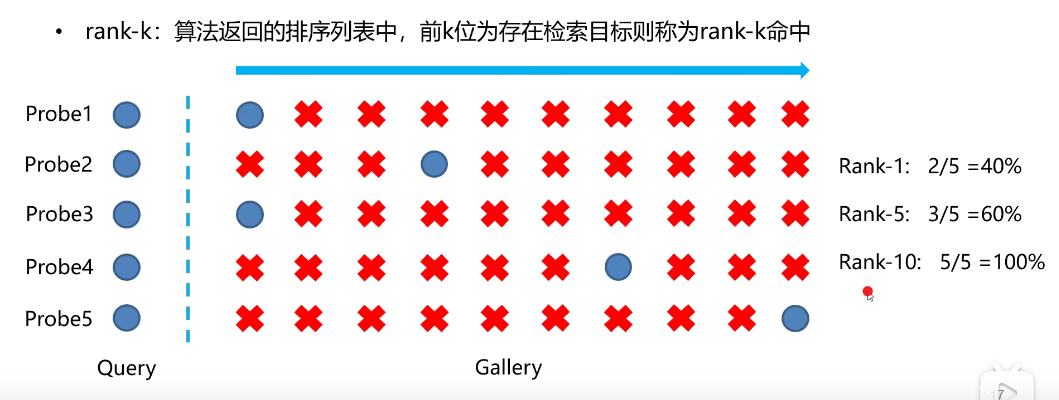 • rank-k：算法返回的排序列表中，前k位为存在检索目标则称为rank-k命中
Probe1
Probe2
Rank-1: 2/5 =40%
Probe3
Rank-5: 3/5 =60%
Probe4
Rank-10: 5/5 =100%
Probe5
Query
Gallery
17